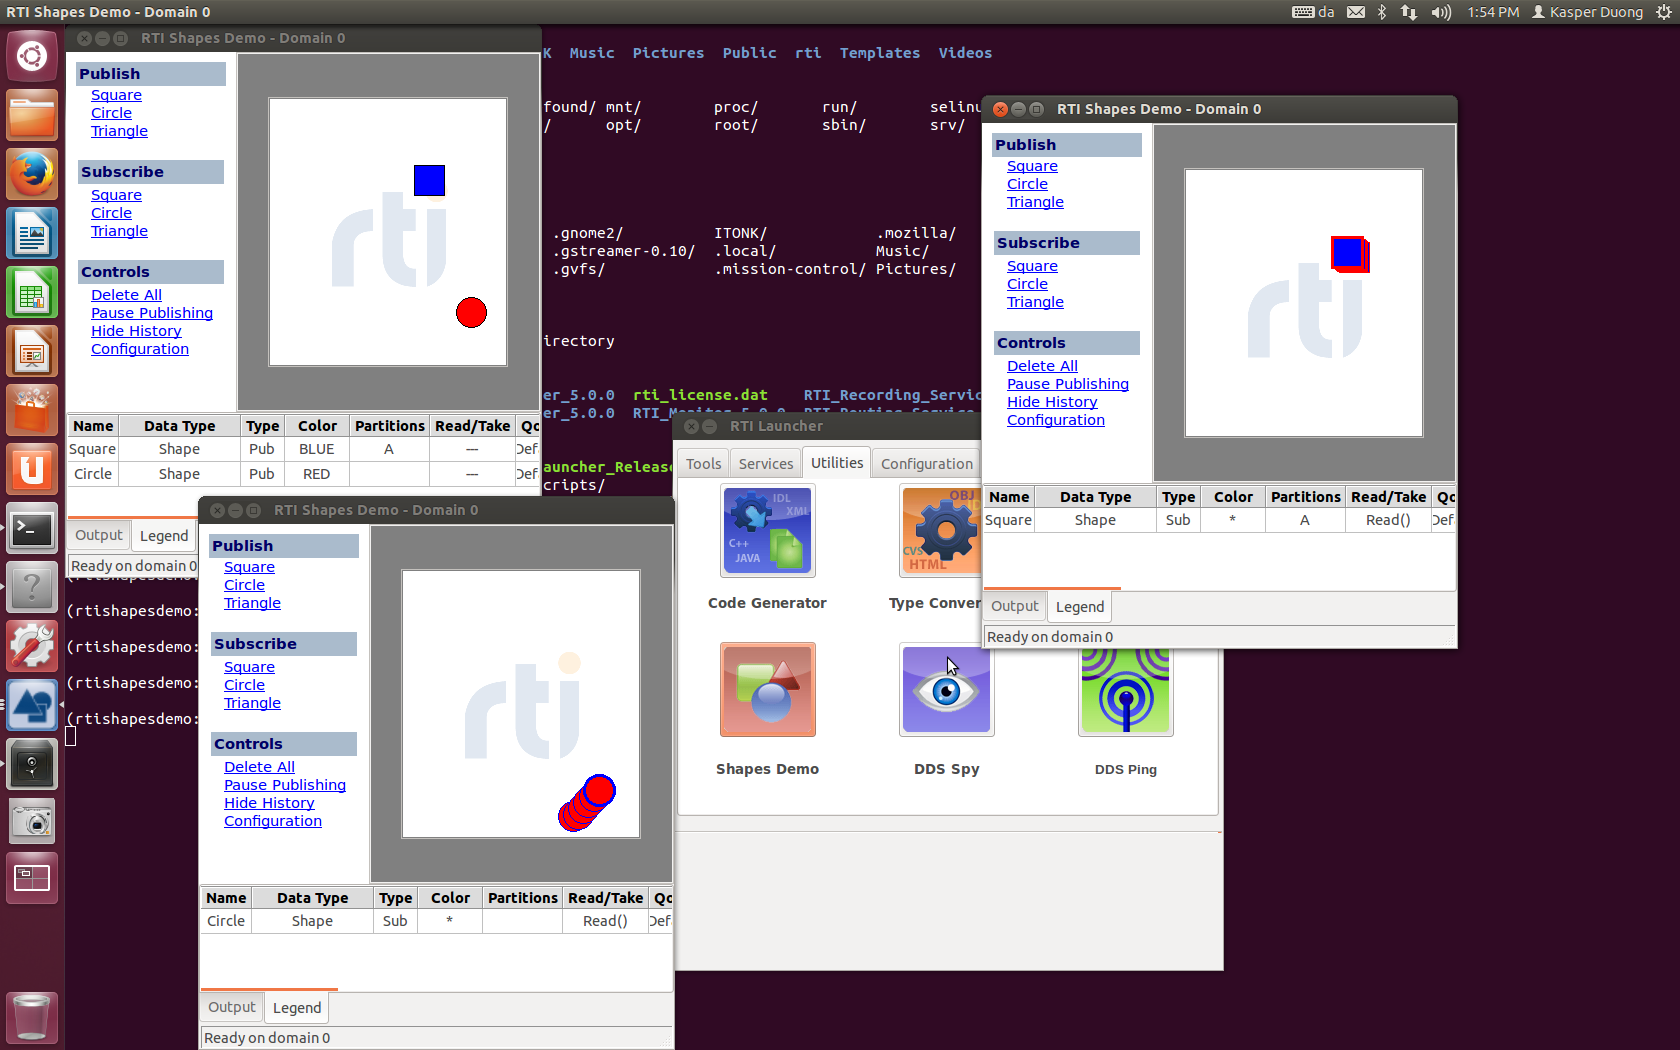 RTI Shapes Demo - Domain 0
da
1:54 PM
Kasper Duong
RTI Shapes Demo - Domain 0
Publish
Square
Circle
Triangle
Subscribe
Square
Circle
Triangle
Controls
Delete All
Pause Publishing
Hide History
Configuration
rti
Name Data Type Type Color Partitions Read/Take
Square Shape Pub BLUE A ---
Circle Shape Pub RED ---
Output Legend
Ready on domain 0
K Music Pictures Public rti Templates Videos
found/ mnt/ proc/ run/ selinu
/ opt/ root/ sbin/ srv/
.gnome2/ ITONK/ .mozilla/
.gstreamer-0.10/ .local/ Music/
.gvfs/ .mission-control/ Pictures/
irectory
er_5.0.0 rti_license.dat RTI_Recording_Servic
er_5.0.0
auncher_Releas
cripts/
(rtishapesdemo:
(rtishapesdemo:
(rtishapesdemo:
(rtishapesdemo:
RTI Shapes Demo - Domain 0
Publish
Square
Circle
Triangle
Subscribe
Square
Circle
Triangle
Controls
Delete All
Pause Publishing
Hide History
Configuration
rti
Name Data Type Type Color Partitions Read/Take
Circle Shape Sub * Read()
Output Legend
Ready on domain 0
RTI Launcher
Tools Services Utilities Configuration
IDL
XML
C++
JAVA
Code Generator
OBJ
CVS
HTML
Type Conver
Shapes Demo
DDS Spy
DDS Ping
RTI Shapes Demo - Domain 0
Publish
Square
Circle
Triangle
Subscribe
Square
Circle
Triangle
Controls
Delete All
Pause Publishing
Hide History
Configuration
rti
Name Data Type Type Color Partitions Read/Take
Square Shape Sub * A Read()
Output Legend
Ready on domain 0